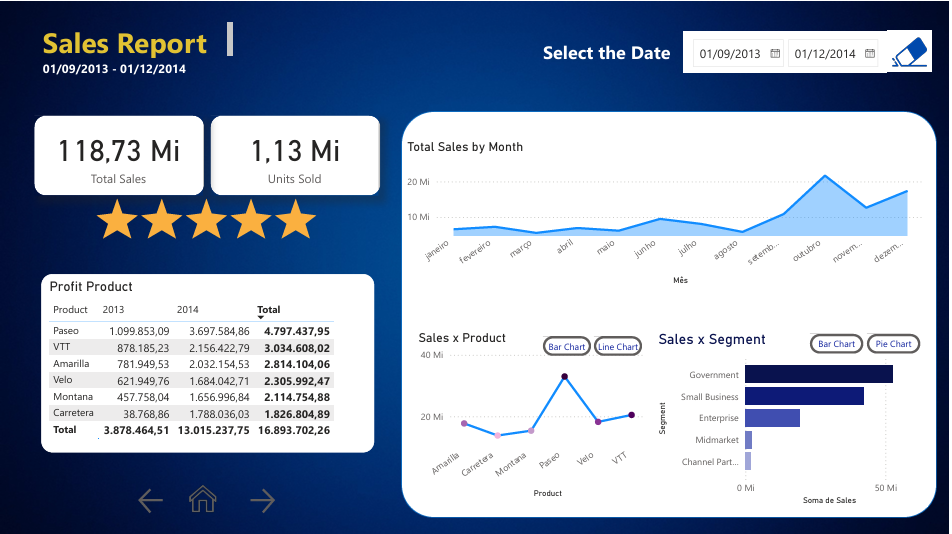 Sales Report
01/09/2013 - 01/12/2014
Select the Date
01/09/2013
01/12/2014
118,73 Mi
Total Sales
1,13 Mi
Units Sold
Profit Product
Product 2013 2014 Total
Paseo 1.099.853,09 3.697.584,86 4.797.437,95
VTT 878.185,23 2.156.422,79 3.034.608,02
Amarilla 781.949,53 2.032.154,53 2.814.104,06
Velo 621.949,76 1.684.042,71 2.305.992,47
Montana 457.758,04 1.656.996,84 2.114.754,88
Carretera 38.768,86 1.788.036,03 1.826.804,89
Total 3.878.464,51 13.015.237,75 16.893.702,26
Total Sales by Month
20 Mi
10 Mi
janeiro
fevereiro
março
abril
maio
junho
julho
agosto
setemb...
outubro
novem...
dezem...
Mês
Sales x Product
Bar Chart
Line Chart
40 Mi
20 Mi
Amarilla
Carretera
Montana
Paseo
Velo
VTT
Product
Sales x Segment
Bar Chart
Pie Chart
Segment
Government
Small Business
Enterprise
Midmarket
Channel Part...
0 Mi
50 Mi
Soma de Sales